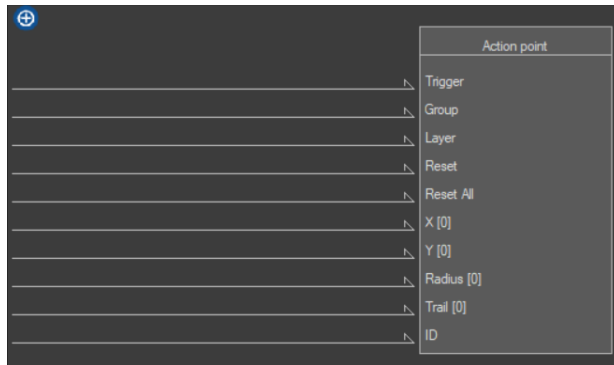 Action point
Trigger
Group
Layer
Reset
Reset All
X [0]
Y [0]
Radius [0]
Trail [0]
ID